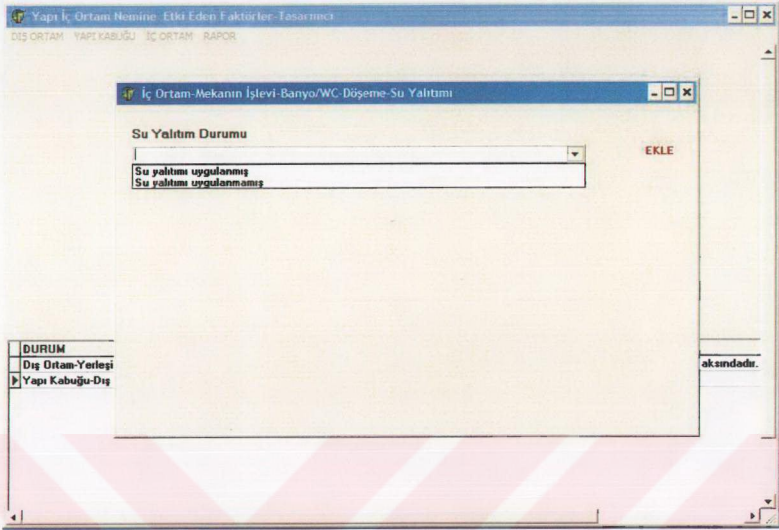 Yapı İç Ortam Nemine Etki Eden Faktörler-Tasarımcı
DIŞ ORTAM YAPI KABUĞU İÇ ORTAM RAPOR
İç Ortam-Mekanın İşlevi-Banyo/WC-Döşeme-Su Yalıtımı
Su Yalıtım Durumu
EKLE
Su yalıtımı uygulanmış
Su yalıtımı uygulanmamış
DURUM
Dış Ortam-Yerleşi
aksındadır.
Yapı Kabuğu-Dış